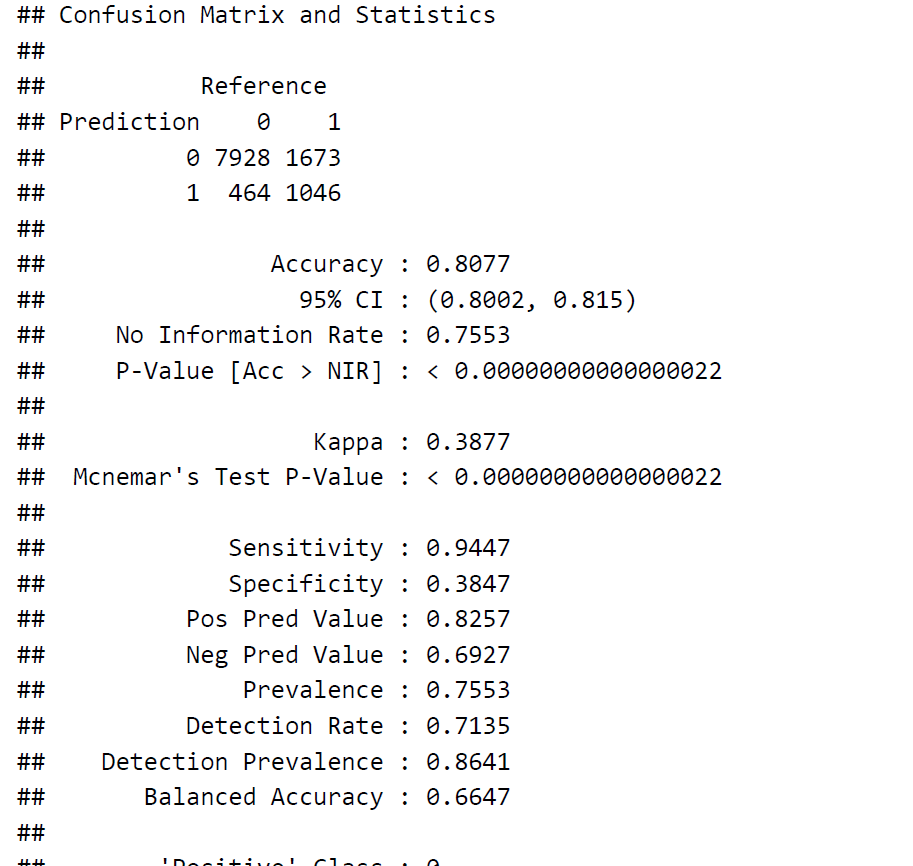 ## Confusion Matrix and Statistics
##
##           Reference
## Prediction    0    1
##          0 7928 1673
##          1  464 1046
##
##                Accuracy : 0.8077
##                  95% CI : (0.8002, 0.815)
##     No Information Rate : 0.7553
##     P-Value [Acc > NIR] : < 0.00000000000000022
##
##                   Kappa : 0.3877
##  Mcnemar's Test P-Value : < 0.00000000000000022
##
##             Sensitivity : 0.9447
##             Specificity : 0.3847
##          Pos Pred Value : 0.8257
##          Neg Pred Value : 0.6927
##              Prevalence : 0.7553
##          Detection Rate : 0.7135
##    Detection Prevalence : 0.8641
##       Balanced Accuracy : 0.6647
##
##        'Positive' Class : 0